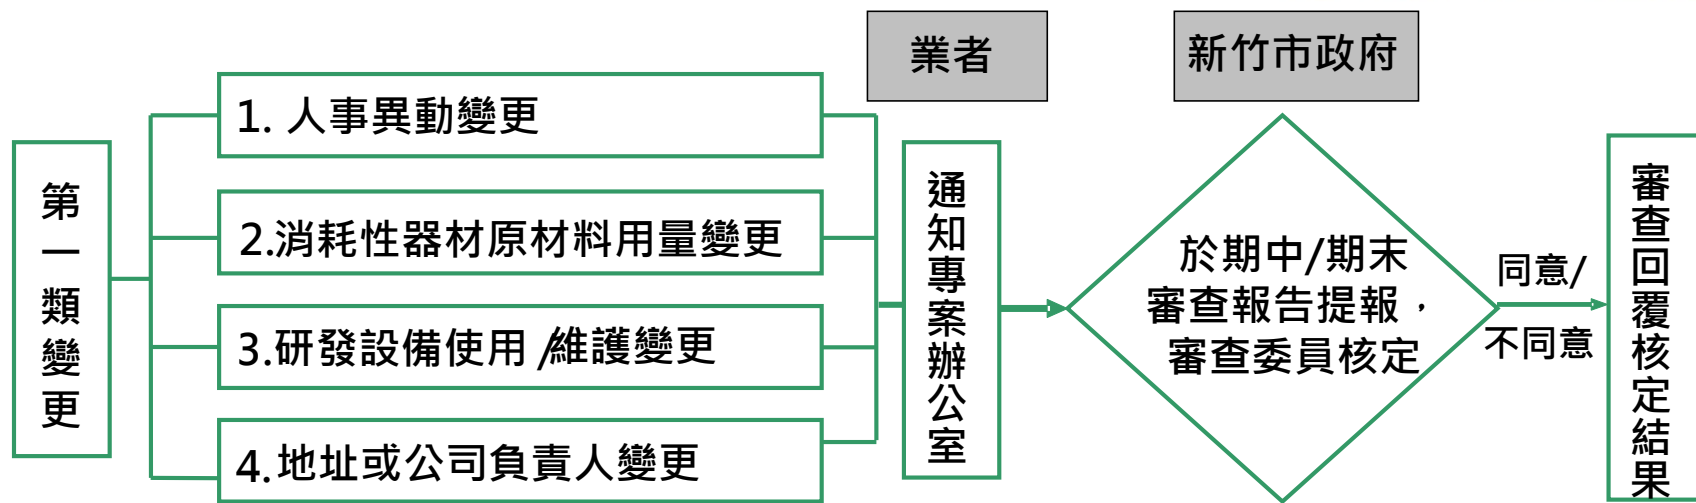 業者
新竹市政府
第一類變更
1. 人事異動變更
2.消耗性器材原材料用量變更
3.研發設備使用/維護變更
4.地址或公司負責人變更
通知專案辦公室
於期中/期末
審查報告提報，
審查委員核定
同意/
不同意
審查回覆核定結果